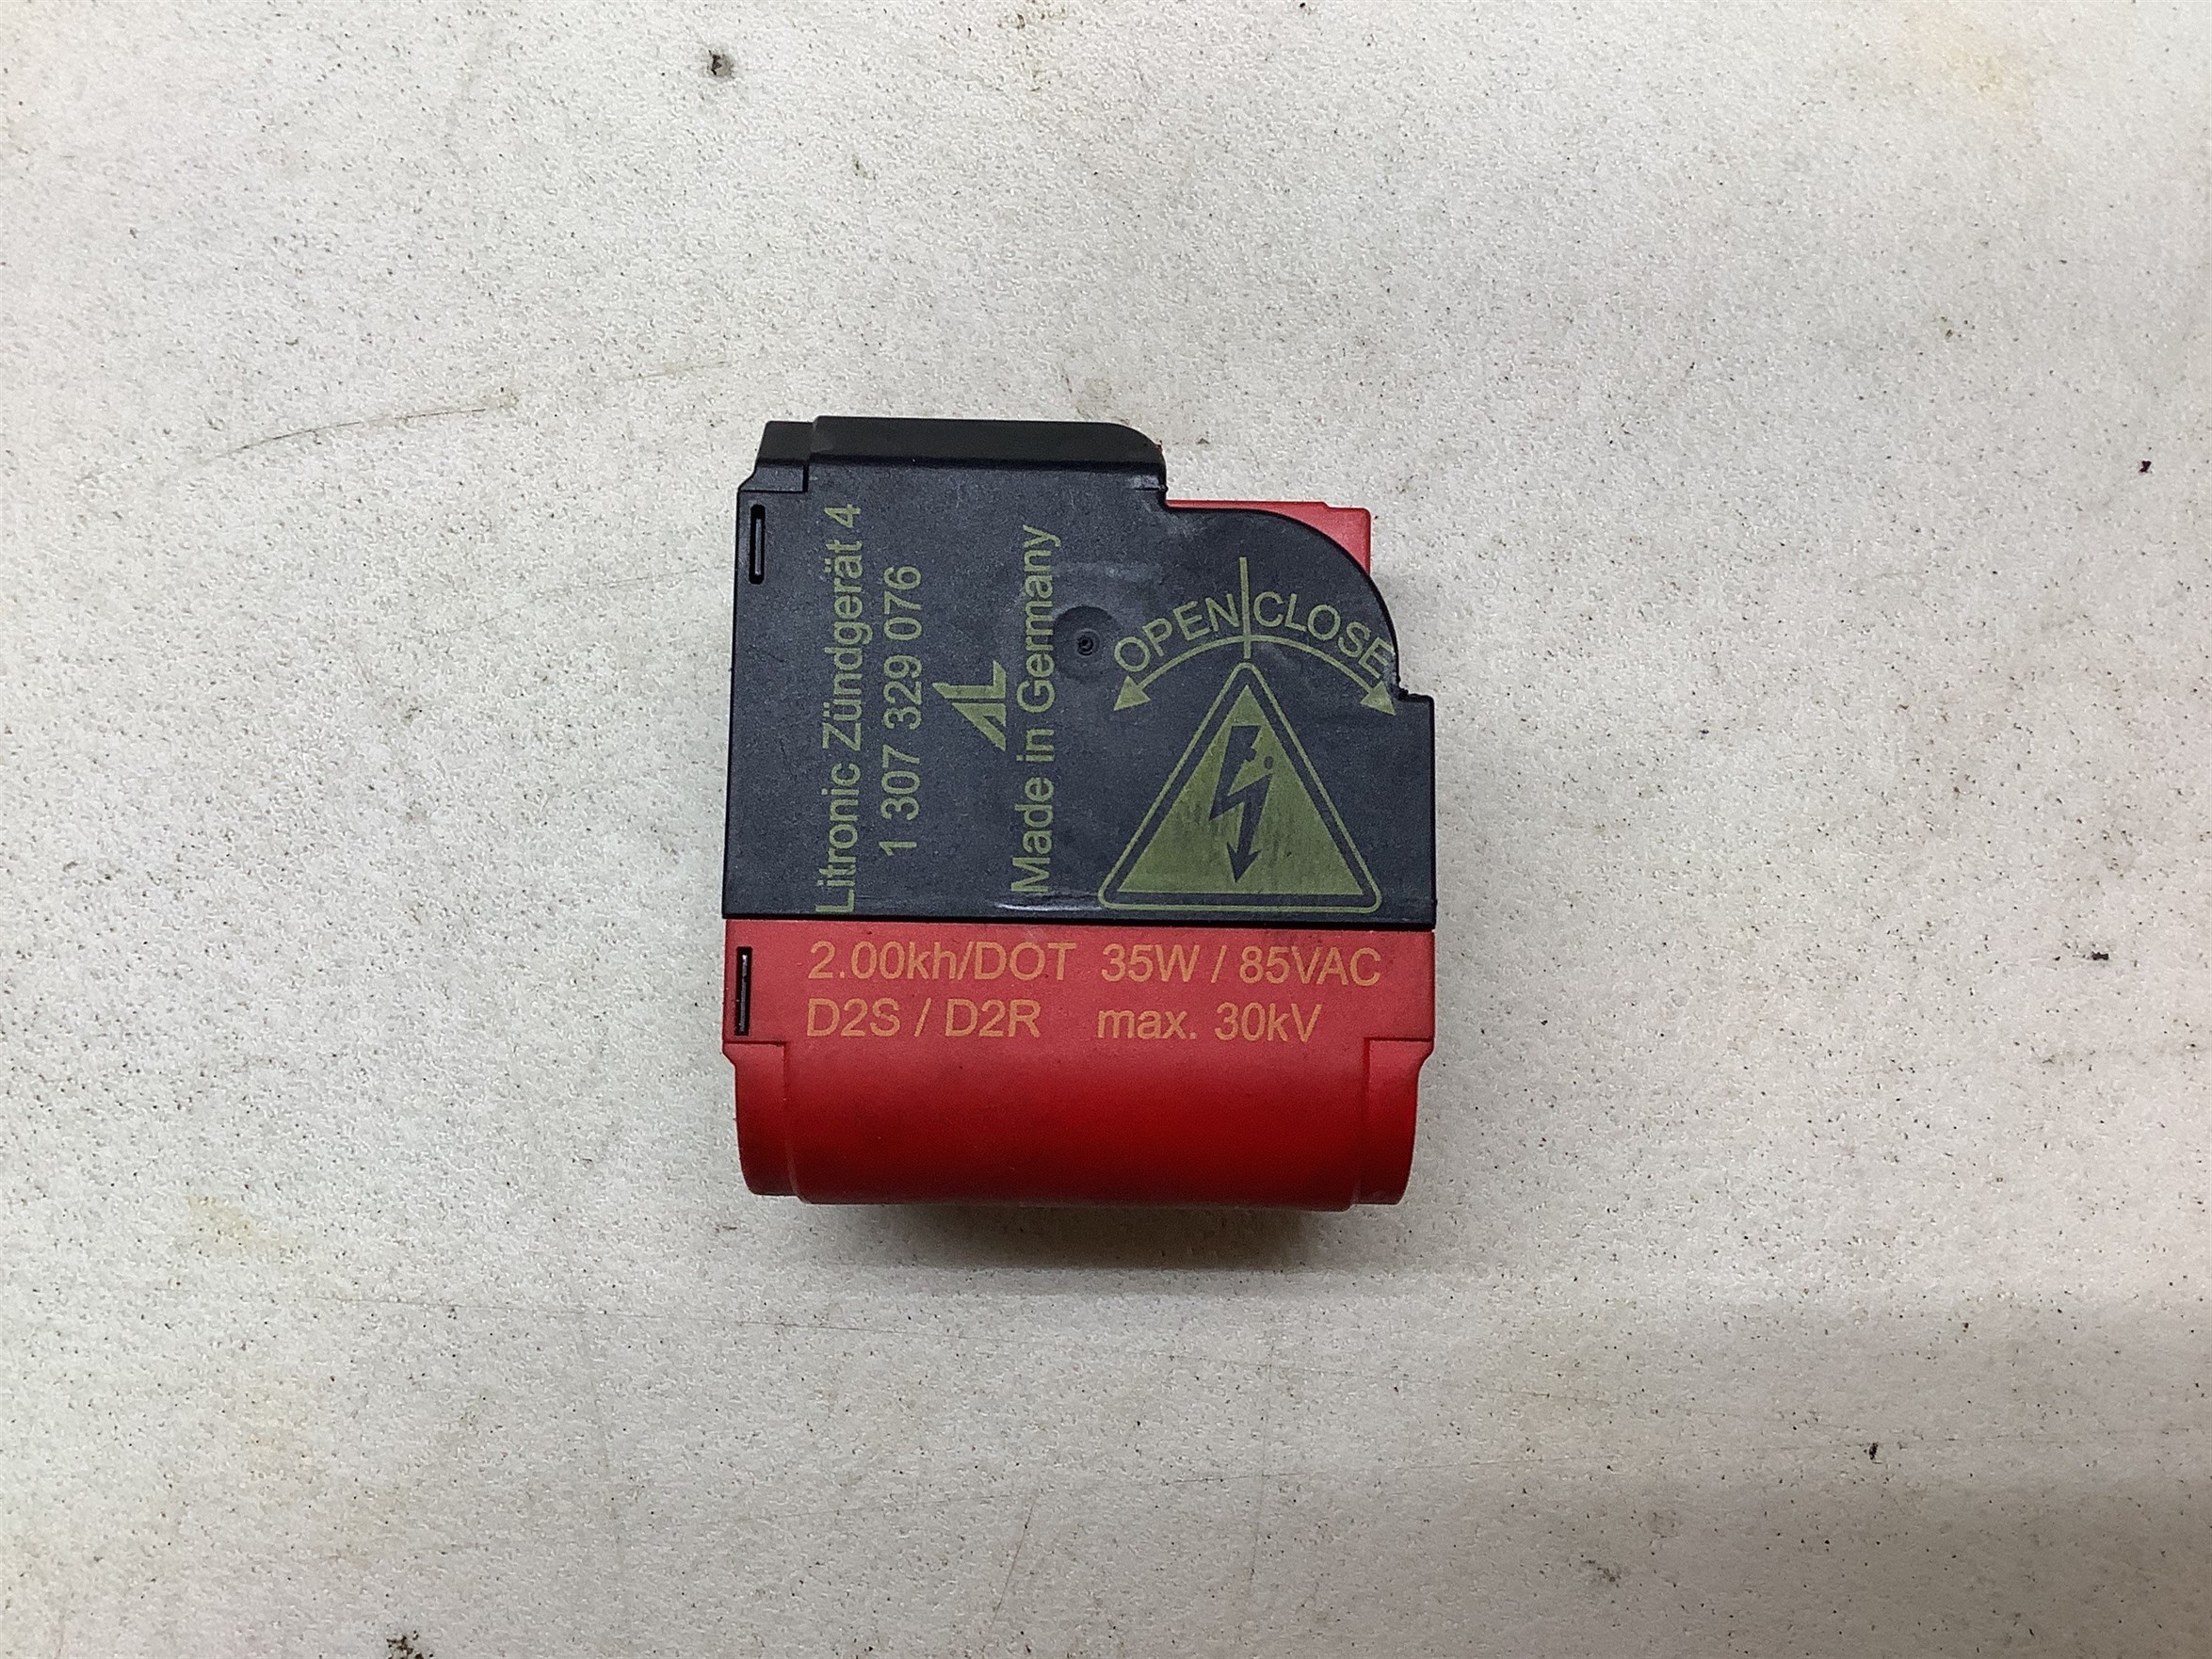 Litronic Zündgerät 4
1 307 329 076
AL
Made in Germany
OPEN CLOSE
2.00kh/DOT 35W / 85VAC
D2S / D2R max. 30kV